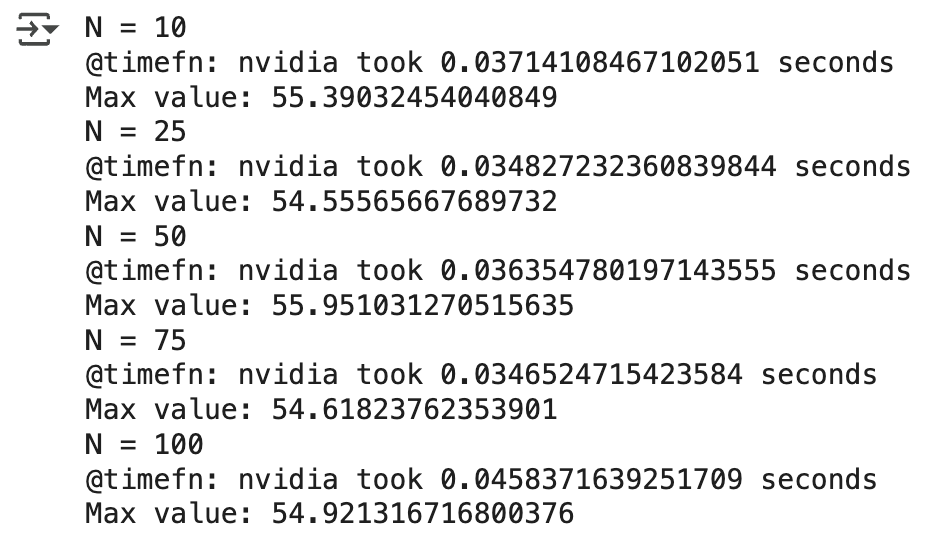 N = 10
@timefn: nvidia took 0.03714108467102051 seconds
Max value: 55.39032454040849
N = 25
@timefn: nvidia took 0.034827232360839844 seconds
Max value: 54.55565667689732
N = 50
@timefn: nvidia took 0.036354780197143555 seconds
Max value: 55.951031270515635
N = 75
@timefn: nvidia took 0.0346524715423584 seconds
Max value: 54.61823762353901
N = 100
@timefn: nvidia took 0.0458371639251709 seconds
Max value: 54.921316716800376